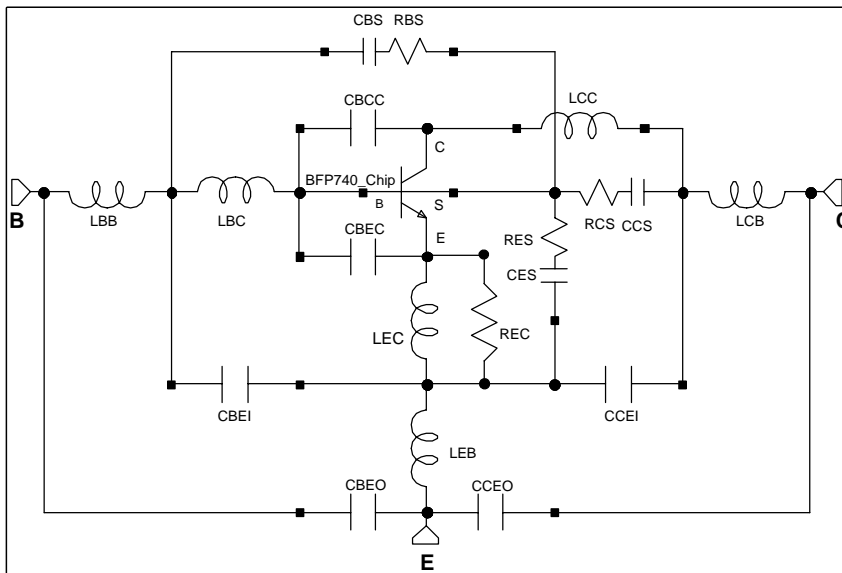 CBS RBS
CBCC
LCC
C
BFP740_Chip
B
S
E
B
LBB
LBC
CBEC
RES
CES
RCS
CCS
LCB
C
LEC
REC
CBEI
CCEI
LEB
CBEO
CCEO
E